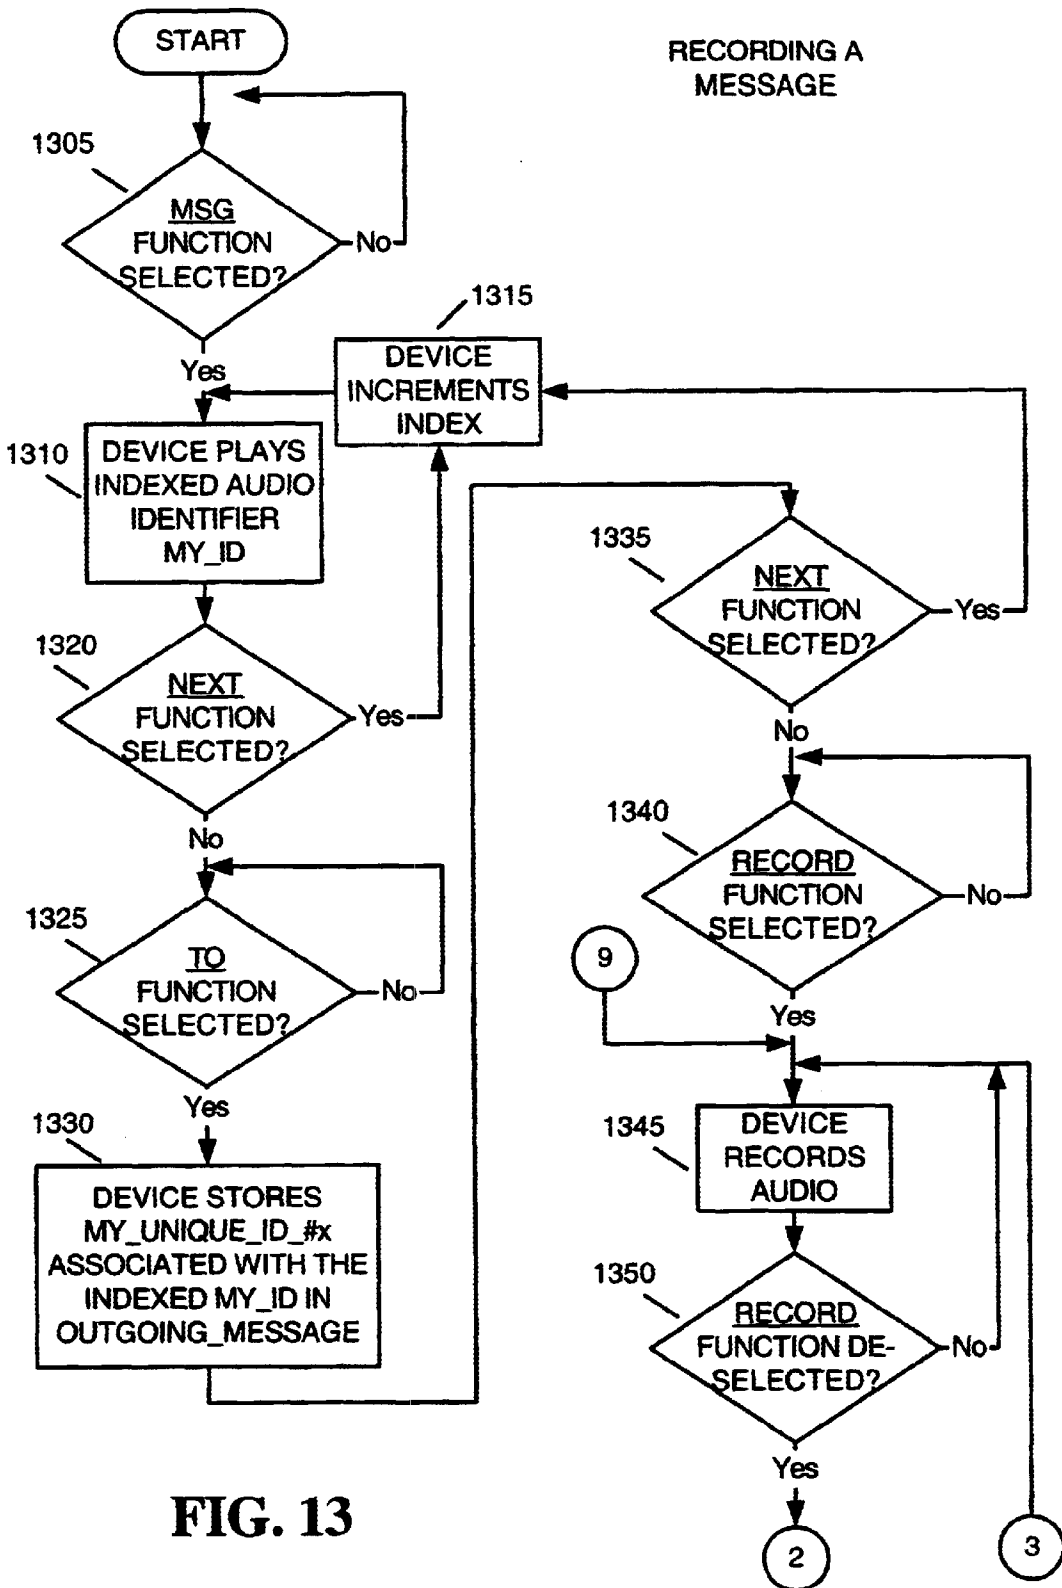 START
RECORDING A
MESSAGE
1305
MSG
FUNCTION
SELECTED?
No
Yes
1315
DEVICE
INCREMENTS
INDEX
1310
DEVICE PLAYS
INDEXED AUDIO
IDENTIFIER
MY_ID
1320
NEXT
FUNCTION
SELECTED?
Yes
No
1325
TO
FUNCTION
SELECTED?
No
Yes
1330
DEVICE STORES
MY_UNIQUE_ID_#x
ASSOCIATED WITH THE
INDEXED MY_ID IN
OUTGOING_MESSAGE
1335
NEXT
FUNCTION
SELECTED?
Yes
No
1340
RECORD
FUNCTION
SELECTED?
No
Yes
9
1345
DEVICE
RECORDS
AUDIO
1350
RECORD
FUNCTION DE-
SELECTED?
No
Yes
2
3
FIG. 13